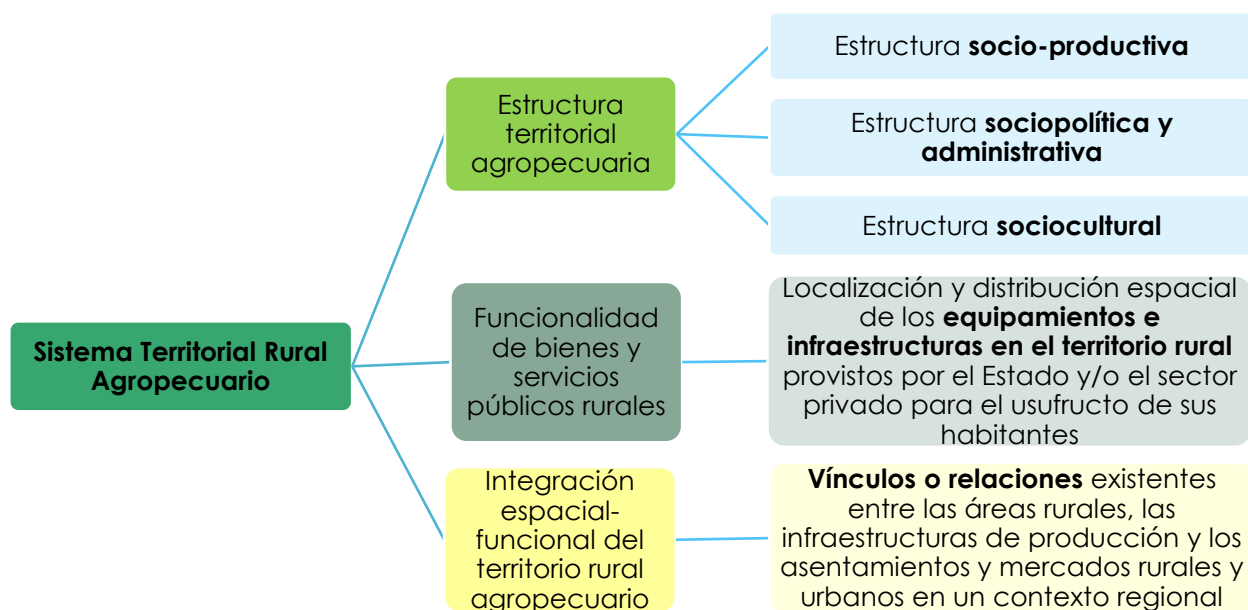 Sistema Territorial Rural
Agropecuario
Estructura
territorial
agropecuaria
Estructura socio-productiva
Estructura sociopolítica y
administrativa
Estructura sociocultural
Funcionalidad
de bienes y
servicios
públicos rurales
Localización y distribución espacial
de los equipamientos e
infraestructuras en el territorio rural
provistos por el Estado y/o el sector
privado para el usufructo de sus
habitantes
Integración
espacial-
funcional del
territorio rural
agropecuario
Vínculos o relaciones existentes
entre las áreas rurales, las
infraestructuras de producción y los
asentamientos y mercados rurales y
urbanos en un contexto regional